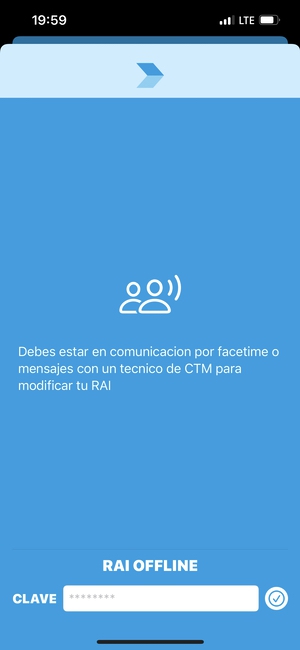 19:59
LTE
Debes estar en comunicacion por facetime o
mensajes con un tecnico de CTM para
modificar tu RAI
RAI OFFLINE
CLAVE ********